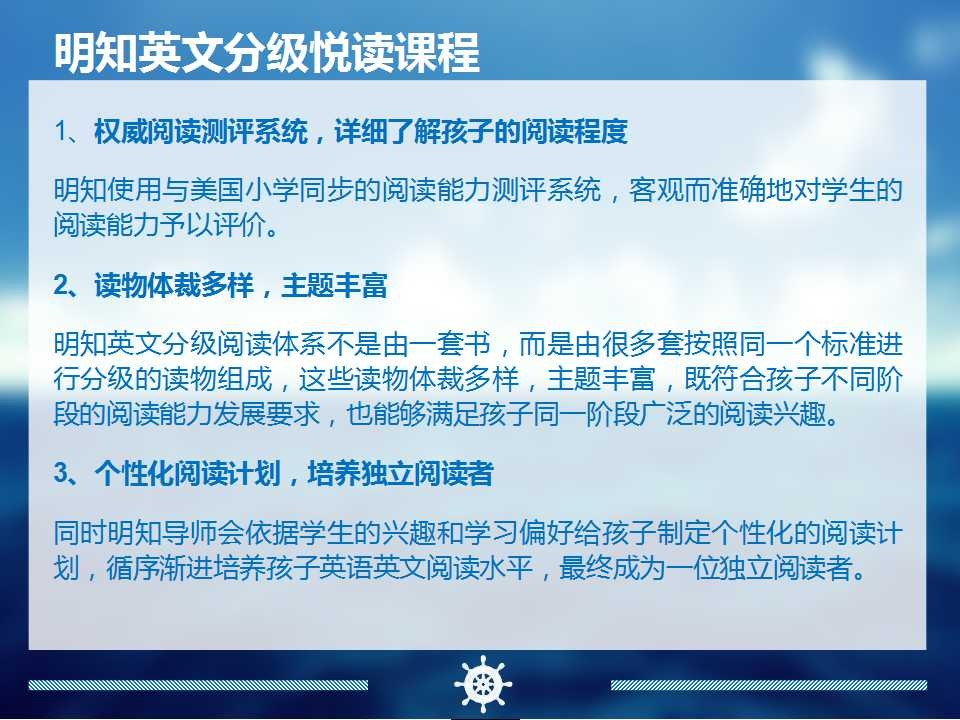 明知英文分级悦读课程
1、权威阅读测评系统，详细了解孩子的阅读程度
明知使用与美国小学同步的阅读能力测评系统，客观而准确地对学生的
阅读能力予以评价。
2、读物体裁多样，主题丰富
明知英文分级阅读体系不是由一套书，而是由很多套按照同一个标准进
行分级的读物组成，这些读物体裁多样，主题丰富，既符合孩子不同阶
段的阅读能力发展要求，也能够满足孩子同一阶段广泛的阅读兴趣。
3、个性化阅读计划，培养独立阅读者
同时明知导师会依据学生的兴趣和学习偏好给孩子制定个性化的阅读计
划，循序渐进培养孩子英语英文阅读水平，最终成为一位独立阅读者。